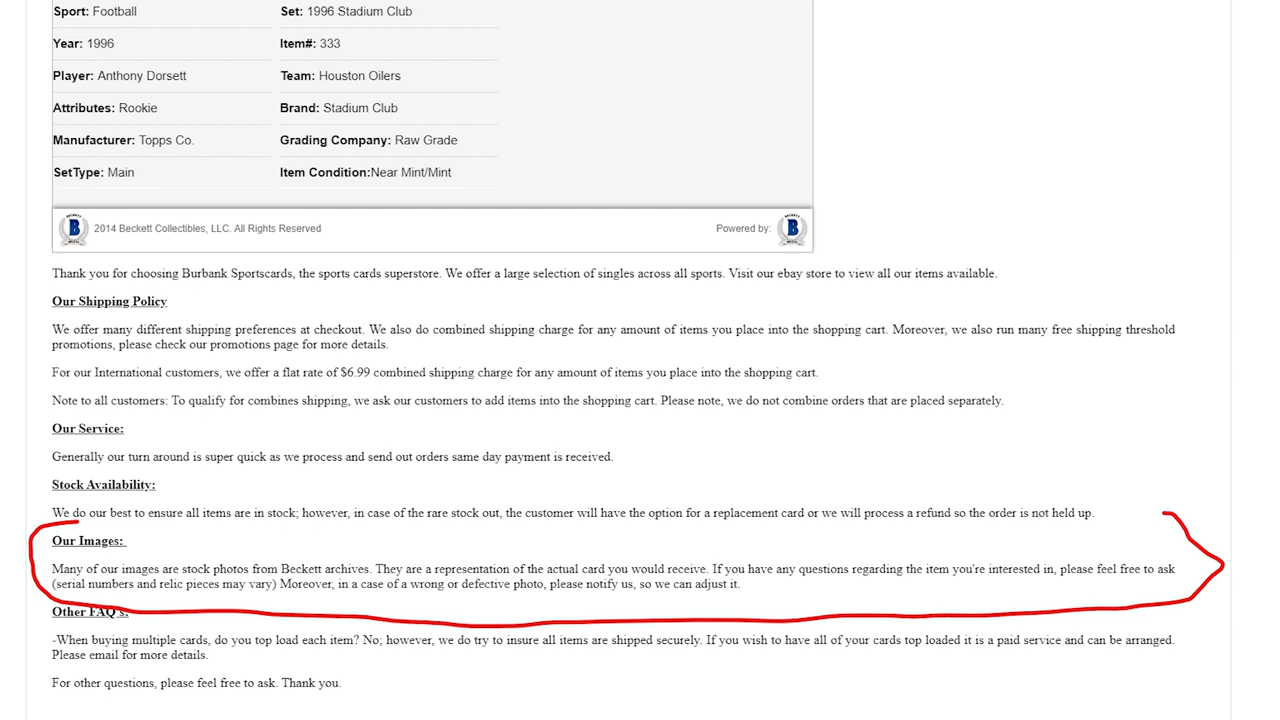 Sport: Football Set: 1996 Stadium Club
Year: 1996 Item#: 333
Player: Anthony Dorsett Team: Houston Oilers
Attributes: Rookie Brand: Stadium Club
Manufacturer: Topps Co. Grading Company: Raw Grade
SetType: Main Item Condition:Near Mint/Mint
B 2014 Beckett Collectibles, LLC. All Rights Reserved Powered by: B
Thank you for choosing Burbank Sportscards, the sports cards superstore. We offer a large selection of singles across all sports. Visit our ebay store to view all our items available.
Our Shipping Policy
We offer many different shipping preferences at checkout. We also do combined shipping charge for any amount of items you place into the shopping cart. Moreover, we also run many free shipping threshold
promotions, please check our promotions page for more details.
For our International customers, we offer a flat rate of $6.99 combined shipping charge for any amount of items you place into the shopping cart.
Note to all customers: To qualify for combines shipping, we ask our customers to add items into the shopping cart. Please note, we do not combine orders that are placed separately.
Our Service:
Generally our turn around is super quick as we process and send out orders same day payment is received.
Stock Availability:
We do our best to ensure all items are in stock; however, in case of the rare stock out, the customer will have the option for a replacement card or we will process a refund so the order is not held up.
Our Images:
Many of our images are stock photos from Beckett archives. They are a representation of the actual card you would receive. If you have any questions regarding the item you're interested in, please feel free to ask
(serial numbers and relic pieces may vary) Moreover, in a case of a wrong or defective photo, please notify us, so we can adjust it.
Other FAQ's:
-When buying multiple cards, do you top load each item? No; however, we do try to insure all items are shipped securely. If you wish to have all of your cards top loaded it is a paid service and can be arranged.
Please email for more details.
For other questions, please feel free to ask. Thank you.